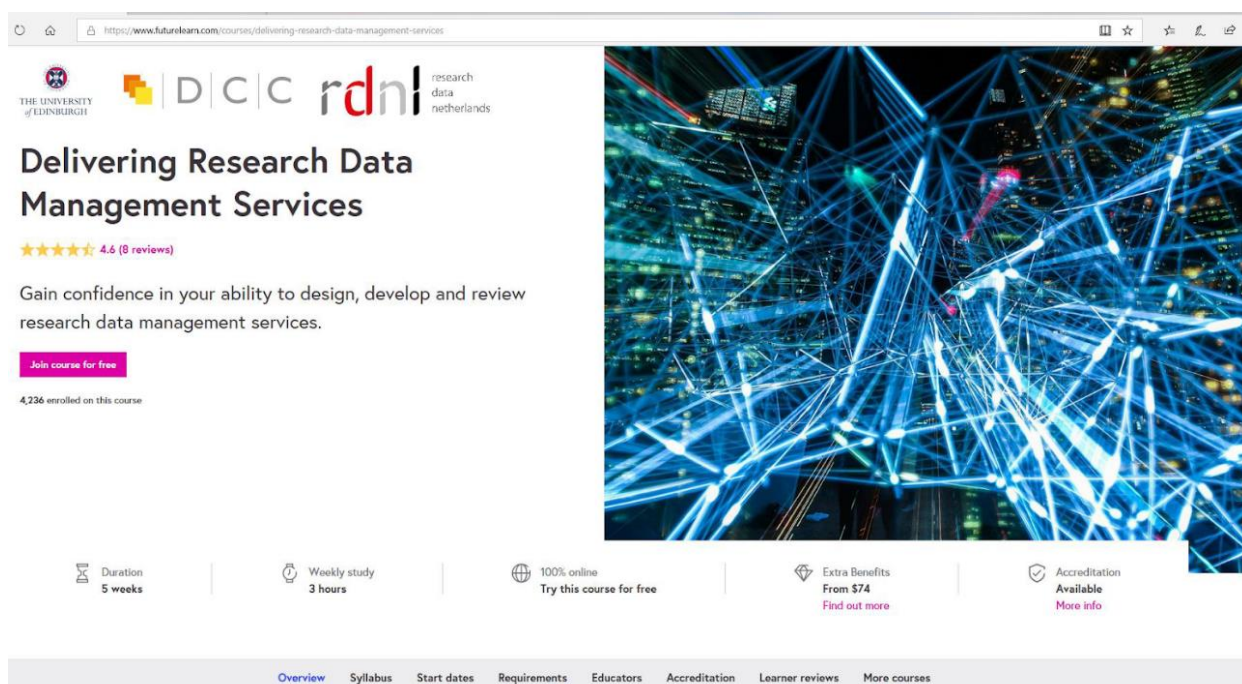 https://www.futurelearn.com/courses/delivering-research-data-management-services
THE UNIVERSITY
of EDINBURGH
D|C|C
rdnl
research
data
netherlands
Delivering Research Data
Management Services
4.6 (8 reviews)
Gain confidence in your ability to design, develop and review
research data management services.
Join course for free
4,236 enrolled on this course
Duration
5 weeks
Weekly study
3 hours
100% online
Try this course for free
Extra Benefits
From $74
Find out more
Accreditation
Available
More info
Overview Syllabus Start dates Requirements Educators Accreditation Learner reviews More courses